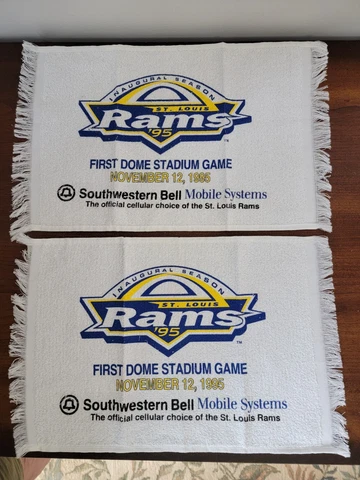 INAUGURAL SEASON
ST. LOUIS
Rams
'95
TM
FIRST DOME STADIUM GAME
NOVEMBER 12, 1995
Southwestern Bell Mobile Systems
The official cellular choice of the St. Louis Rams
INAUGURAL SEASON
ST. LOUIS
Rams
'95
TM
FIRST DOME STADIUM GAME
NOVEMBER 12, 1995
Southwestern Bell Mobile Systems
The official cellular choice of the St. Louis Rams